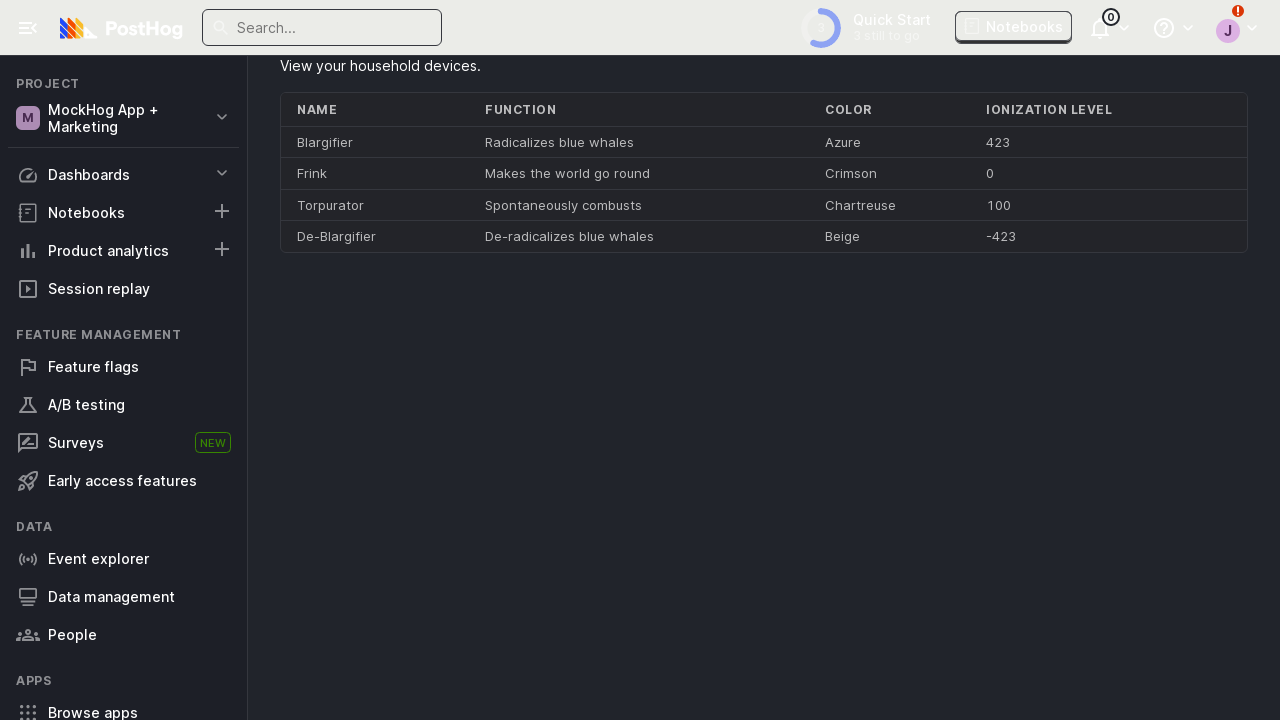 PostHog
Search...
3
Quick Start
3 still to go
Notebooks
0
J
!
PROJECT
M
MockHog App +
Marketing
Dashboards
Notebooks
Product analytics
Session replay
FEATURE MANAGEMENT
Feature flags
A/B testing
Surveys
NEW
Early access features
DATA
Event explorer
Data management
People
APPS
Browse apps
View your household devices.
NAME FUNCTION COLOR IONIZATION LEVEL
Blargifier Radicalizes blue whales Azure 423
Frink Makes the world go round Crimson 0
Torpurator Spontaneously combusts Chartreuse 100
De-Blargifier De-radicalizes blue whales Beige -423